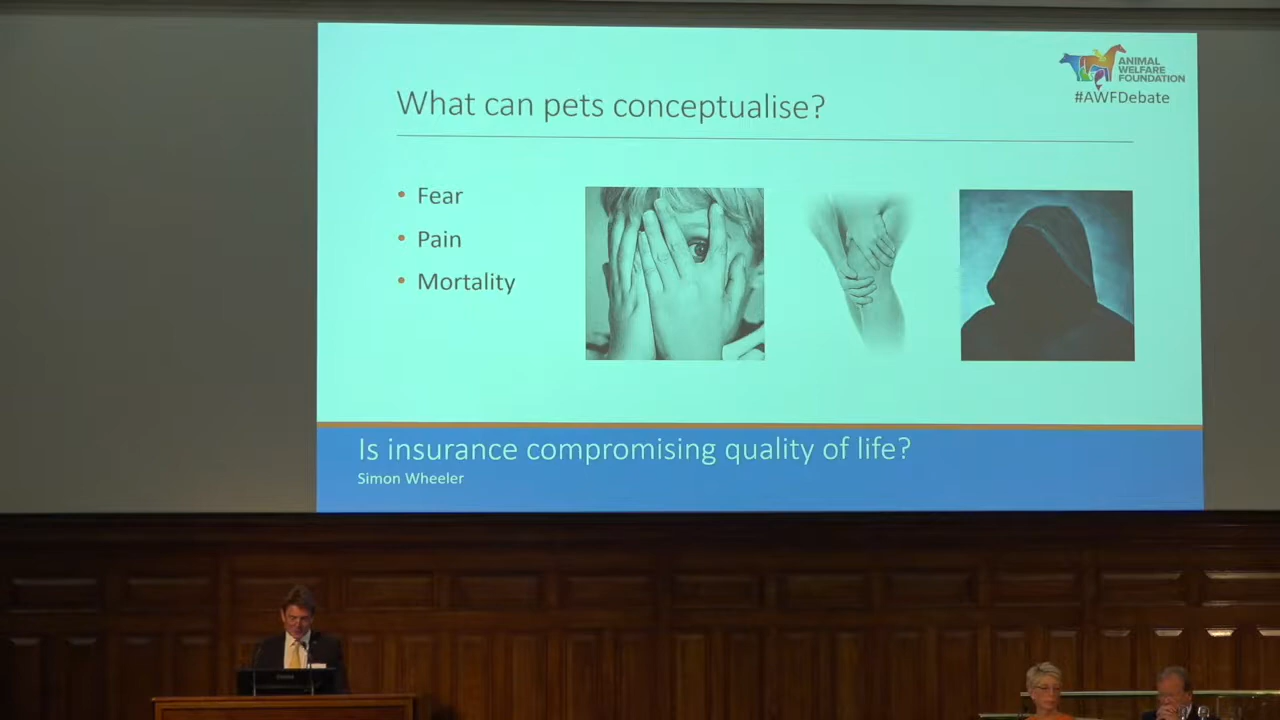 ANIMAL
WELFARE
FOUNDATION
#AWFDebate
What can pets conceptualise?
• Fear
• Pain
• Mortality
Is insurance compromising quality of life?
Simon Wheeler